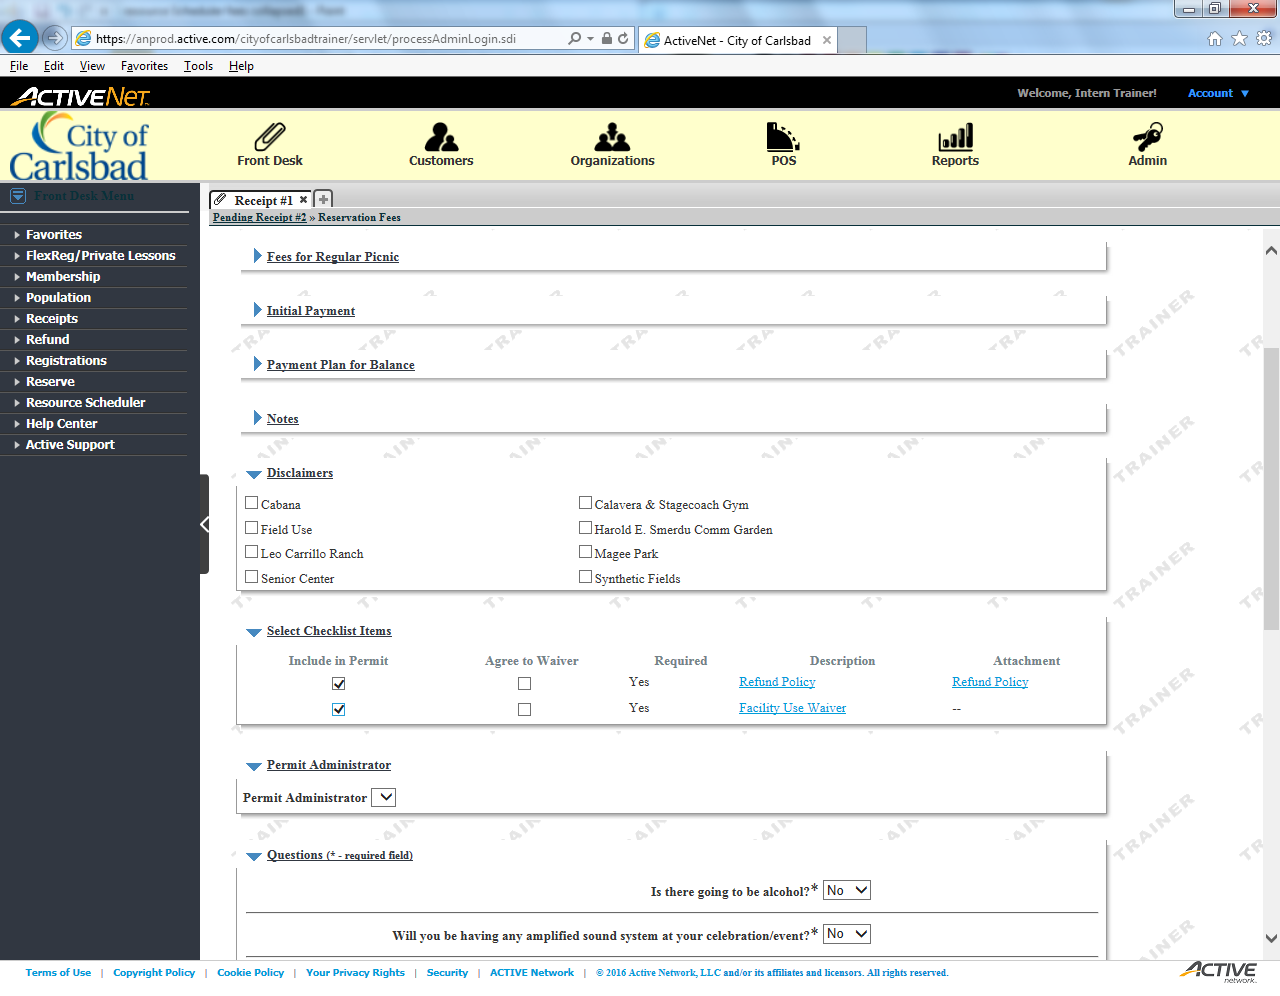 https://anprod.active.com/cityofcarlsbadtrainer/servlet/processAdminLogin.sdi
ActiveNet - City of Carlsbad
File Edit View Favorites Tools Help
ACTIVENET
Welcome, Intern Trainer! Account
City of Carlsbad
Front Desk Customers Organizations POS Reports Admin
Front Desk Menu
Favorites
FlexReg/Private Lessons
Membership
Population
Receipts
Refund
Registrations
Reserve
Resource Scheduler
Help Center
Active Support
Receipt #1
Pending Receipt #2 » Reservation Fees
Fees for Regular Picnic
Initial Payment
Payment Plan for Balance
Notes
Disclaimers
Cabana Calavera & Stagecoach Gym
Field Use Harold E. Smerdu Comm Garden
Leo Carrillo Ranch Magee Park
Senior Center Synthetic Fields
Select Checklist Items
Include in Permit Agree to Waiver Required Description Attachment
Yes Refund Policy Refund Policy
Yes Facility Use Waiver --
Permit Administrator
Permit Administrator
Questions (* - required field)
Is there going to be alcohol?* No
Will you be having any amplified sound system at your celebration/event?* No
TRAINER
TRAINER
TRAINER
TRAINER
TRAINER
TRAINER
Terms of Use | Copyright Policy | Cookie Policy | Your Privacy Rights | Security | ACTIVE Network | © 2016 Active Network, LLC and/or its affiliates and licensors. All rights reserved.
ACTIVE network